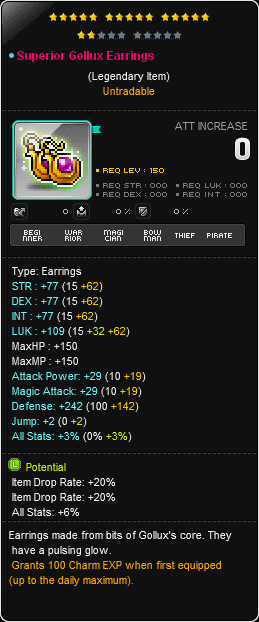 Superior Gollux Earrings
(Legendary Item)
Untradable
ATT INCREASE
0
REQ LEV : 150
REQ STR : 000
REQ LUK : 000
REQ DEX : 000
REQ INT : 000
0
0 %
0 %
BEGINNER
WARRIOR
MAGICIAN
BOWMAN
THIEF
PIRATE
Type: Earrings
STR : +77 (15 +62)
DEX : +77 (15 +62)
INT : +77 (15 +62)
LUK : +109 (15 +32 +62)
MaxHP : +150
MaxMP : +150
Attack Power: +29 (10 +19)
Magic Attack: +29 (10 +19)
Defense: +242 (100 +142)
Jump: +2 (0 +2)
All Stats: +3% (0% +3%)
L Potential
Item Drop Rate: +20%
Item Drop Rate: +20%
All Stats: +6%
Earrings made from bits of Gollux's core. They
have a pulsing glow.
Grants 100 Charm EXP when first equipped
(up to the daily maximum).